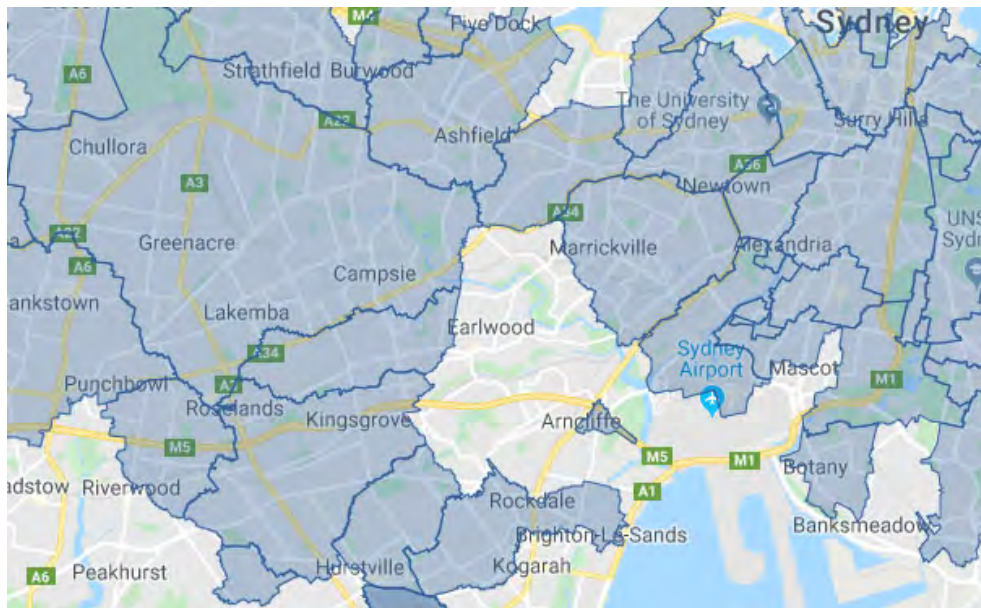 M4
Five Dock
Sydney
A6
Strathfield
Burwood
The University
of Sydney
A22
Ashfield
Surry Hills
Chullora
A36
A3
Newtown
A34
UNS
Sydn
A22
Greenacre
Marrickville
Alexandria
A6
Campsie
ankstown
Lakemba
Earlwood
A34
Sydney
Airport
Mascot
Punchbowl
M1
Roselands
Kingsgrove
Arncliffe
M5
M5
M1
Botany
adstow
Riverwood
A1
Rockdale
Banksmeadow
Brighton-Le-Sands
A6
Peakhurst
Hurstville
Kogarah